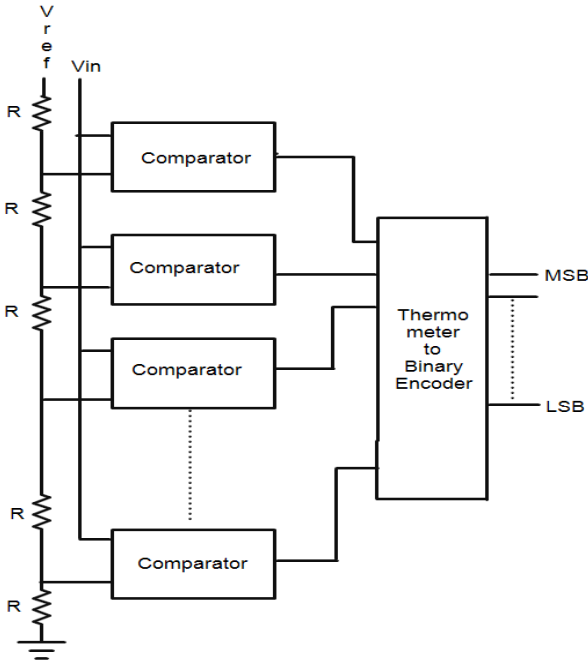 V
r
e
f
Vin
R
Comparator
R
Comparator
MSB
R
Thermo
meter
to
Binary
Encoder
Comparator
LSB
R
Comparator
R